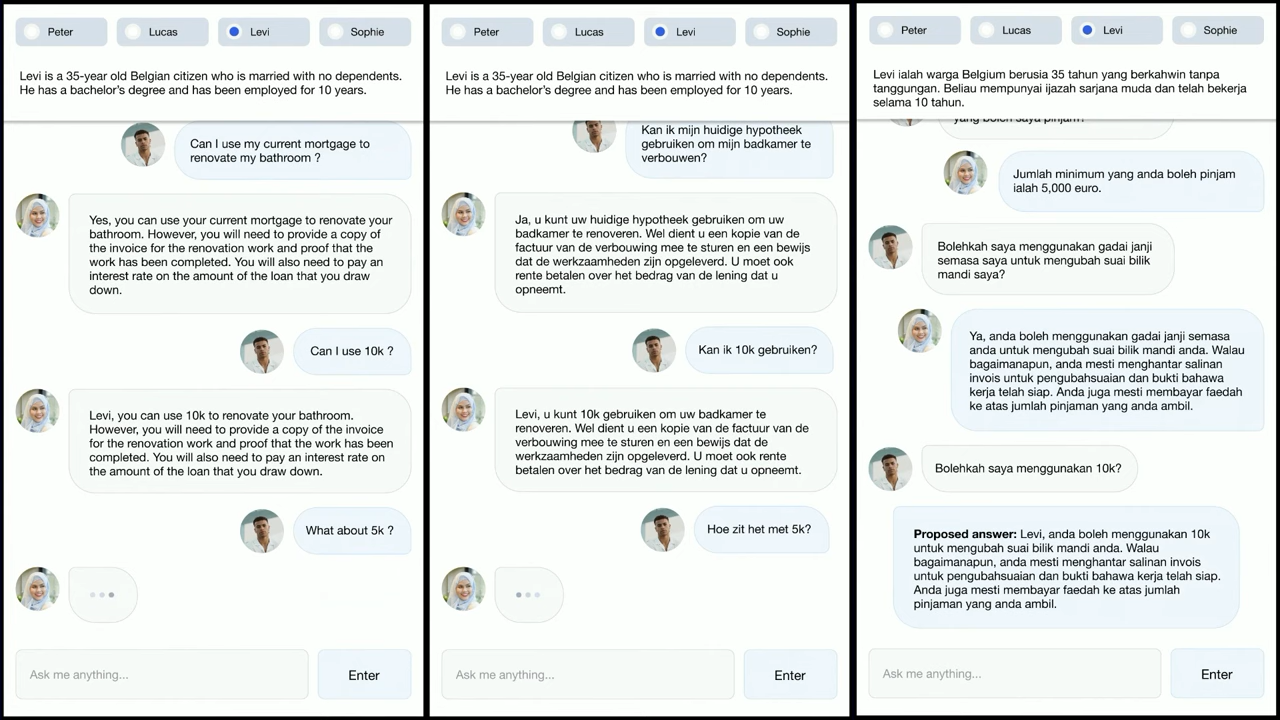 Peter
Lucas
Levi
Sophie
Levi is a 35-year old Belgian citizen who is married with no dependents.
He has a bachelor's degree and has been employed for 10 years.
Can I use my current mortgage to
renovate my bathroom ?
Yes, you can use your current mortgage to renovate your
bathroom. However, you will need to provide a copy of
the invoice for the renovation work and proof that the
work has been completed. You will also need to pay an
interest rate on the amount of the loan that you draw
down.
Can I use 10k ?
Levi, you can use 10k to renovate your bathroom.
However, you will need to provide a copy of the invoice
for the renovation work and proof that the work has been
completed. You will also need to pay an interest rate on
the amount of the loan that you draw down.
What about 5k ?
Ask me anything...
Enter
Peter
Lucas
Levi
Sophie
Levi is a 35-year old Belgian citizen who is married with no dependents.
He has a bachelor's degree and has been employed for 10 years.
Kan ik mijn huidige hypotheek
gebruiken om mijn badkamer te
verbouwen?
Ja, u kunt uw huidige hypotheek gebruiken om uw
badkamer te renoveren. Wel dient u een kopie van de
factuur van de verbouwing mee te sturen en een bewijs
dat de werkzaamheden zijn opgeleverd. U moet ook
rente betalen over het bedrag van de lening dat u
opneemt.
Kan ik 10k gebruiken?
Levi, u kunt 10k gebruiken om uw badkamer te
renoveren. Wel dient u een kopie van de factuur van de
verbouwing mee te sturen en een bewijs dat de
werkzaamheden zijn opgeleverd. U moet ook rente
betalen over het bedrag van de lening dat u opneemt.
Hoe zit het met 5k?
Ask me anything...
Enter
Peter
Lucas
Levi
Sophie
Levi ialah warga Belgium berusia 35 tahun yang berkahwin tanpa
tanggungan. Beliau mempunyai ijazah sarjana muda dan telah bekerja
selama 10 tahun.
yang boleh saya pinjam?
Jumlah minimum yang anda boleh pinjam
ialah 5,000 euro.
Bolehkah saya menggunakan gadai janji
semasa saya untuk mengubah suai bilik
mandi saya?
Ya, anda boleh menggunakan gadai janji semasa
anda untuk mengubah suai bilik mandi anda. Walau
bagaimanapun, anda mesti menghantar salinan
invois untuk pengubahsuaian dan bukti bahawa
kerja telah siap. Anda juga mesti membayar faedah
ke atas jumlah pinjaman yang anda ambil.
Bolehkah saya menggunakan 10k?
Proposed answer: Levi, anda boleh menggunakan 10k
untuk mengubah suai bilik mandi anda. Walau
bagaimanapun, anda mesti menghantar salinan invois
untuk pengubahsuaian dan bukti bahawa kerja telah siap.
Anda juga mesti membayar faedah ke atas jumlah
pinjaman yang anda ambil.
Ask me anything...
Enter